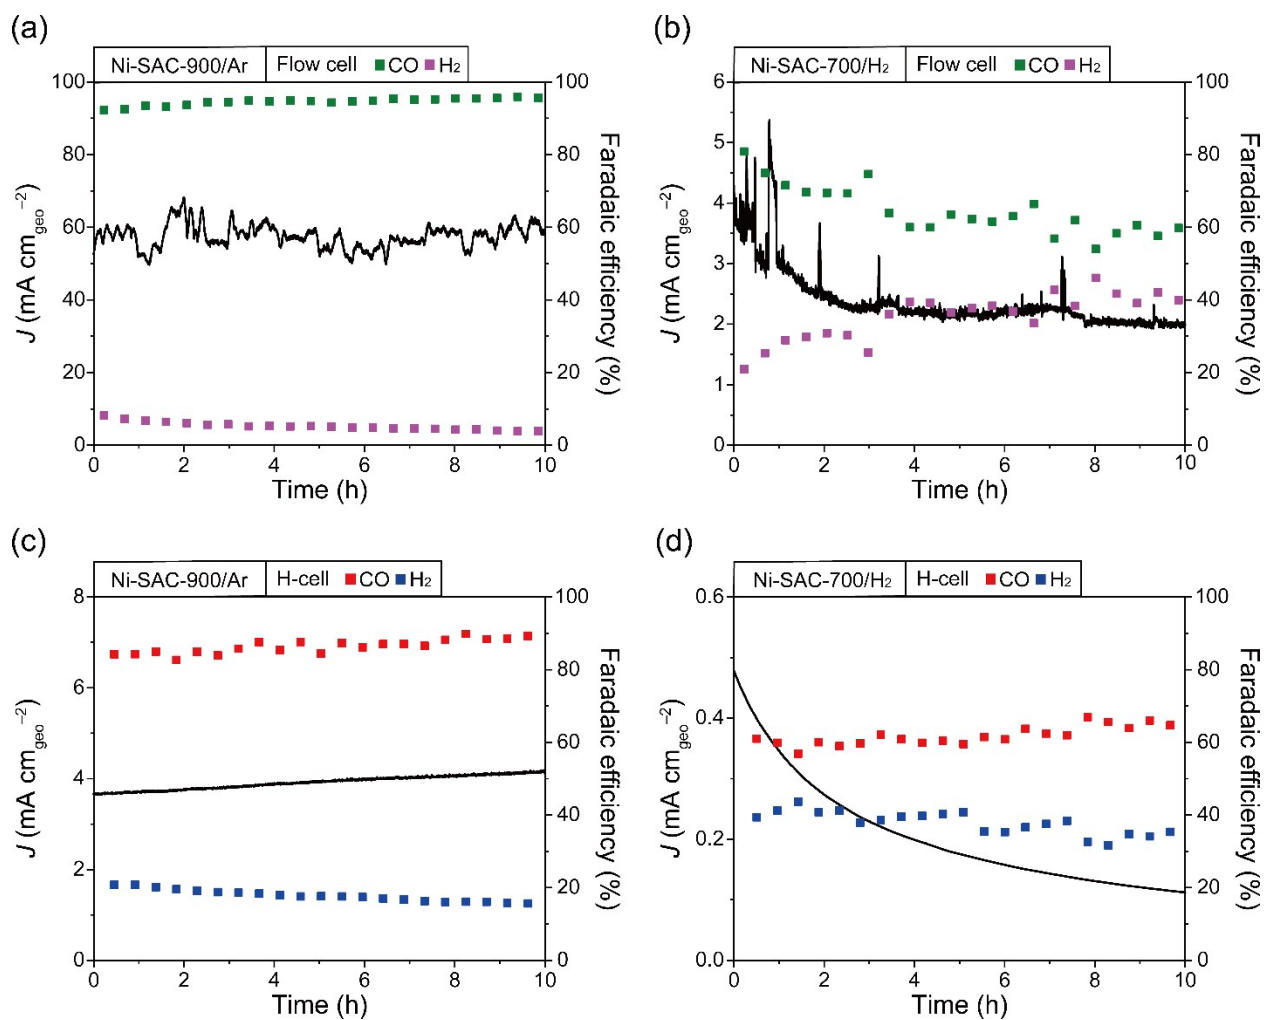 (a)
Ni-SAC-900/Ar Flow cell CO H₂
100 80 60 40 20 0
J (mA cm_geo⁻²)
100 80 60 40 20 0
Faradaic efficiency (%)
0 2 4 6 8 10
Time (h)
(b)
Ni-SAC-700/H₂ Flow cell CO H₂
6 5 4 3 2 1 0
J (mA cm_geo⁻²)
100 80 60 40 20 0
Faradaic efficiency (%)
0 2 4 6 8 10
Time (h)
(c)
Ni-SAC-900/Ar H-cell CO H₂
8 6 4 2 0
J (mA cm_geo⁻²)
100 80 60 40 20 0
Faradaic efficiency (%)
0 2 4 6 8 10
Time (h)
(d)
Ni-SAC-700/H₂ H-cell CO H₂
0.6 0.4 0.2 0.0
J (mA cm_geo⁻²)
100 80 60 40 20 0
Faradaic efficiency (%)
0 2 4 6 8 10
Time (h)